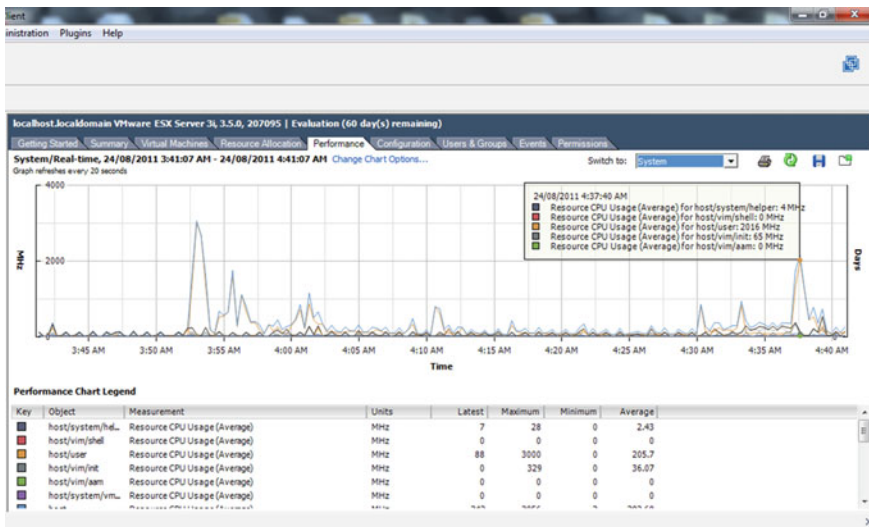 lient
inistration Plugins Help
localhost.localdomain VMware ESX Server 3i, 3.5.0, 207095 | Evaluation (60 day(s) remaining)
Getting Started Summary Virtual Machines Resource Allocation Performance Configuration Users & Groups Events Permissions
System/Real-time, 24/08/2011 3:41:07 AM - 24/08/2011 4:41:07 AM Change Chart Options... Switch to: System
Graph refreshes every 20 seconds
4000
24/08/2011 4:37:40 AM
Resource CPU Usage (Average) for host/system/helper: 4 MHz
Resource CPU Usage (Average) for host/vim/shell: 0 MHz
Resource CPU Usage (Average) for host/user: 2016 MHz
Resource CPU Usage (Average) for host/vim/init: 65 MHz
Resource CPU Usage (Average) for host/vim/aam: 0 MHz
MHz
2000
Days
0
3:45 AM 3:50 AM 3:55 AM 4:00 AM 4:05 AM 4:10 AM 4:15 AM 4:20 AM 4:25 AM 4:30 AM 4:35 AM 4:40 AM
Time
Performance Chart Legend
Key Object Measurement Units Latest Maximum Minimum Average
host/system/hel... Resource CPU Usage (Average) MHz 7 28 0 2.43
host/vim/shell Resource CPU Usage (Average) MHz 0 0 0 0
host/user Resource CPU Usage (Average) MHz 88 3000 0 205.7
host/vim/init Resource CPU Usage (Average) MHz 0 329 0 36.07
host/vim/aam Resource CPU Usage (Average) MHz 0 0 0 0
host/system/vm... Resource CPU Usage (Average) MHz 0 0 0 0